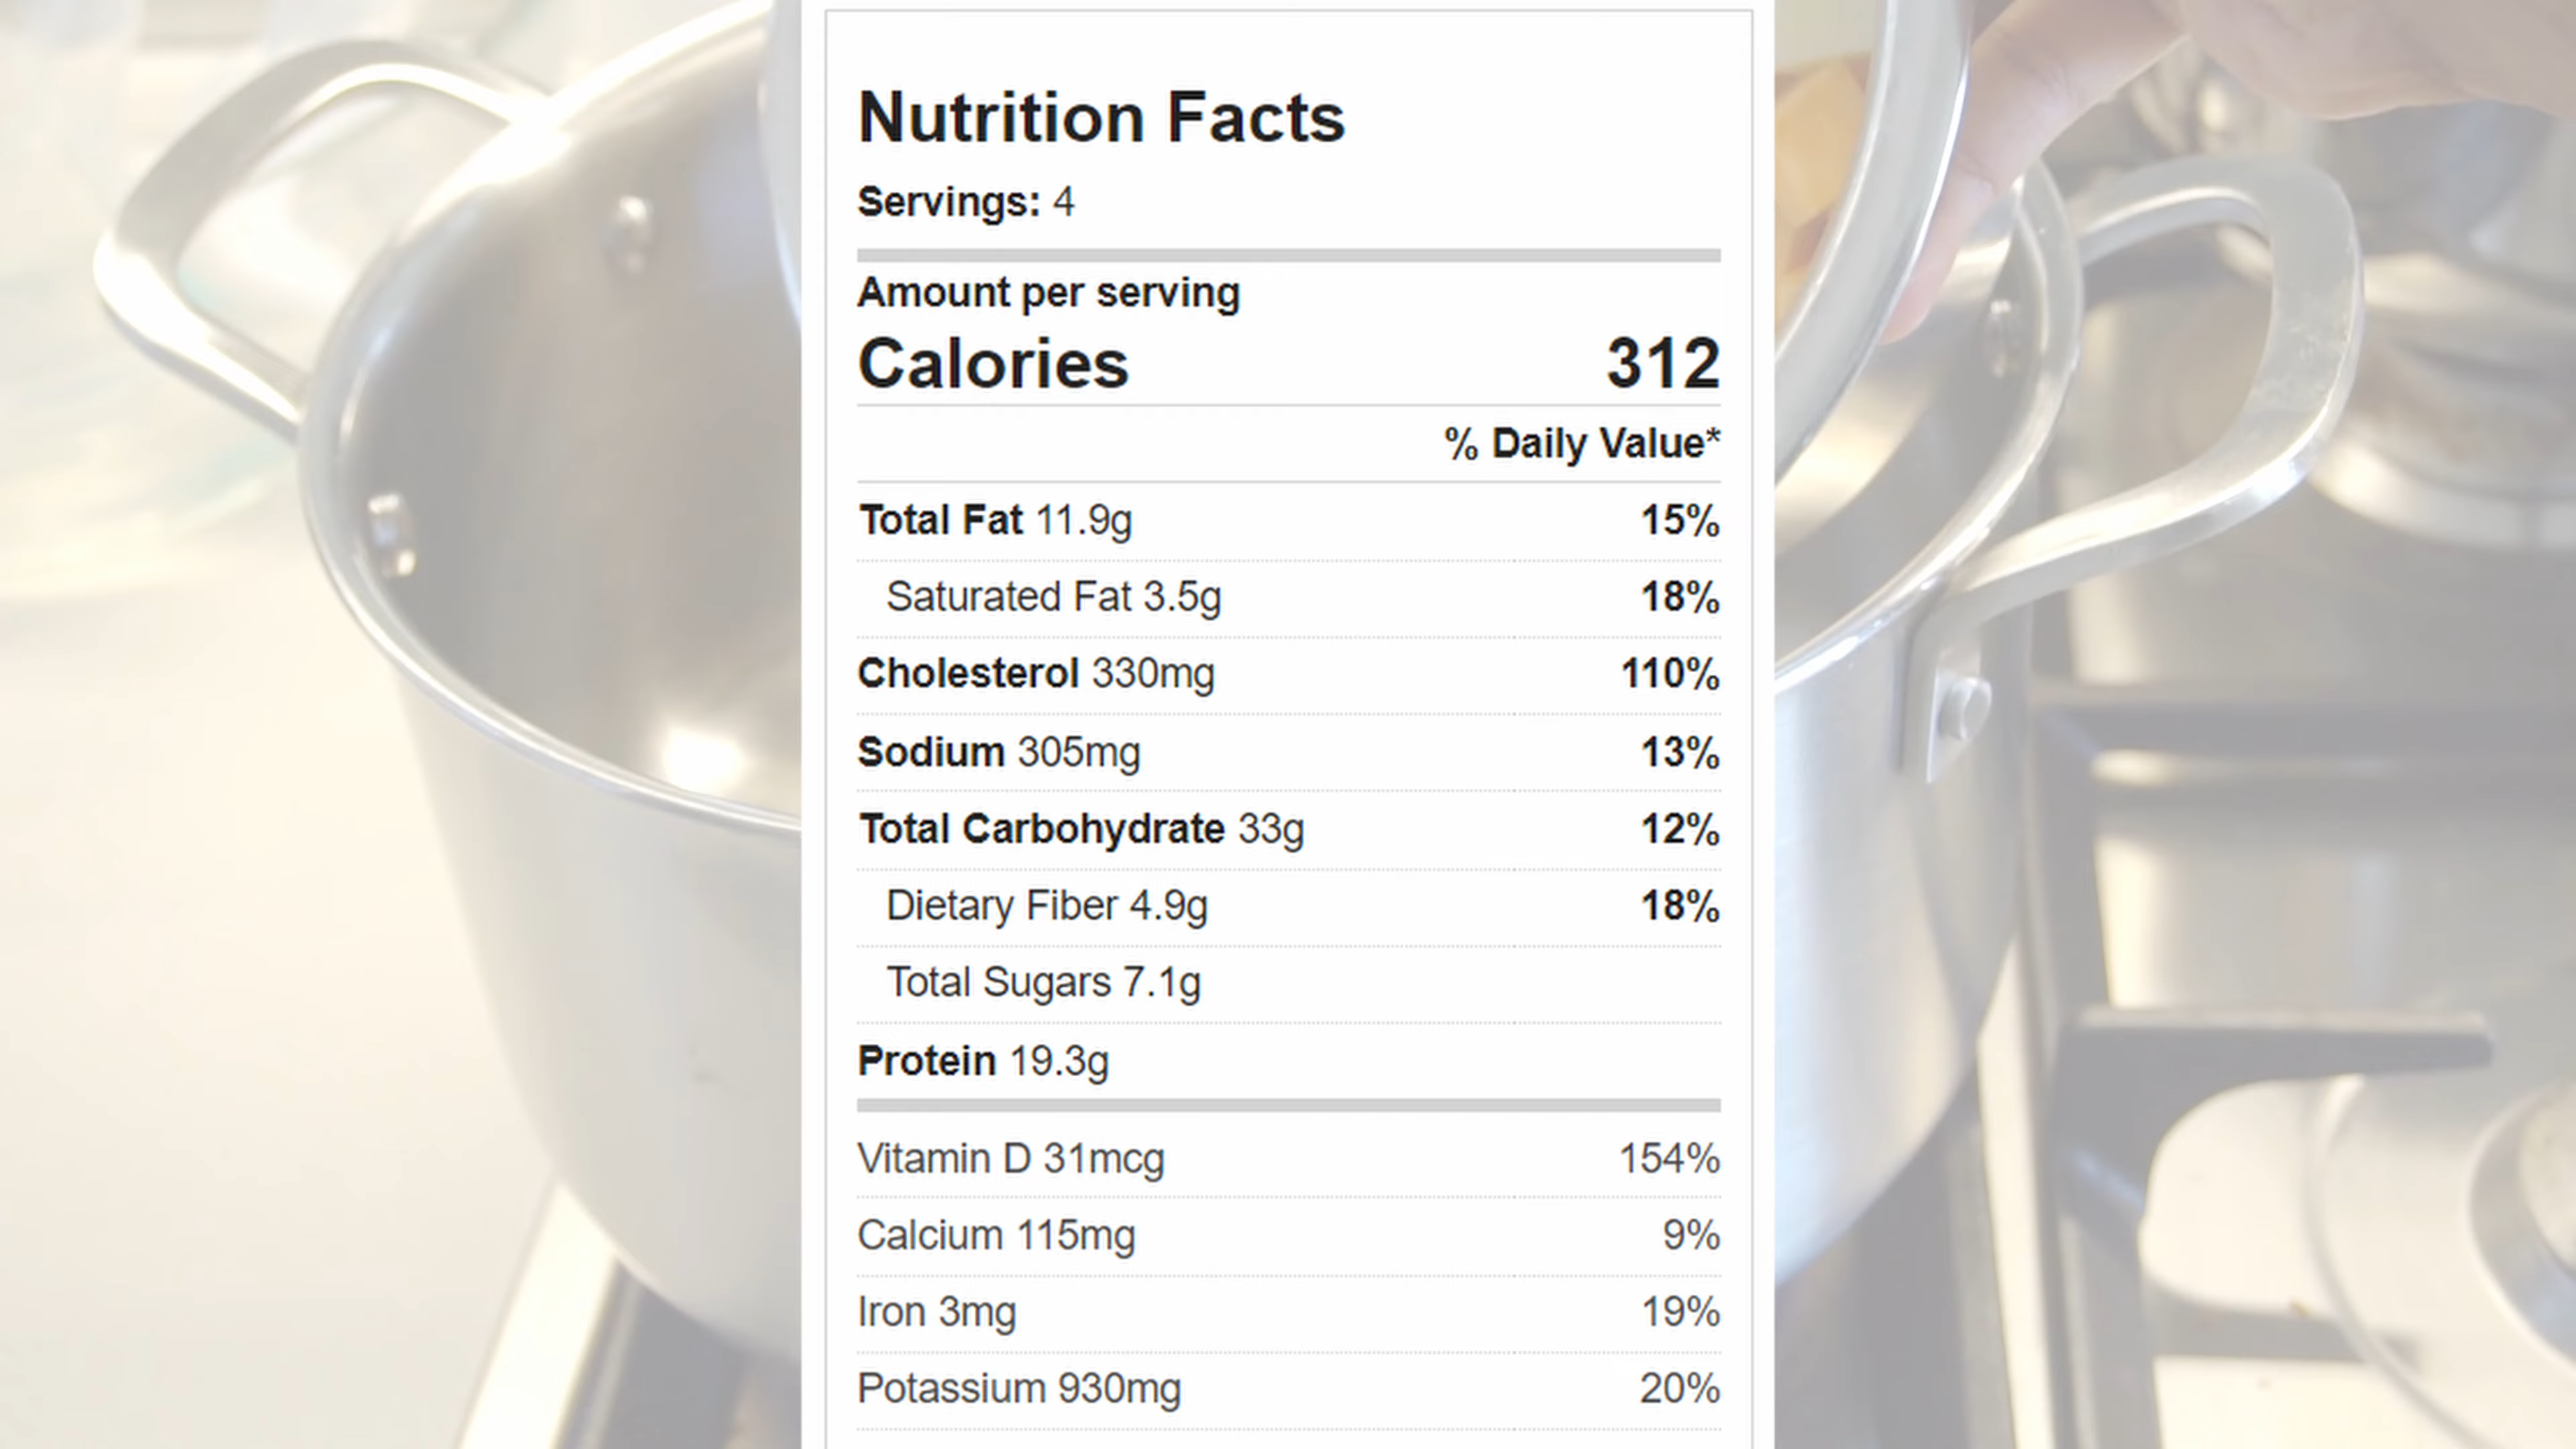 Nutrition Facts
Servings: 4
Amount per serving
Calories 312
% Daily Value*
Total Fat 11.9g 15%
Saturated Fat 3.5g 18%
Cholesterol 330mg 110%
Sodium 305mg 13%
Total Carbohydrate 33g 12%
Dietary Fiber 4.9g 18%
Total Sugars 7.1g
Protein 19.3g
Vitamin D 31mcg 154%
Calcium 115mg 9%
Iron 3mg 19%
Potassium 930mg 20%